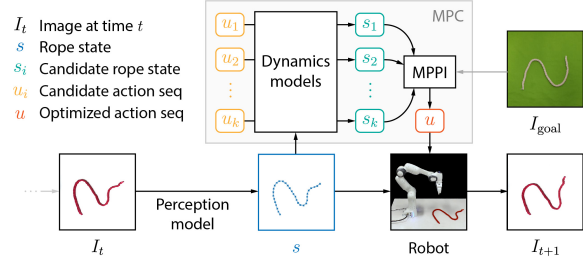 I_t Image at time t
s Rope state
s_i Candidate rope state
u_i Candidate action seq
u Optimized action seq
MPC
u_1
u_2
⋮
u_k
Dynamics
models
s_1
s_2
⋮
s_k
MPPI
u
I_goal
Perception
model
I_t
s
Robot
I_{t+1}